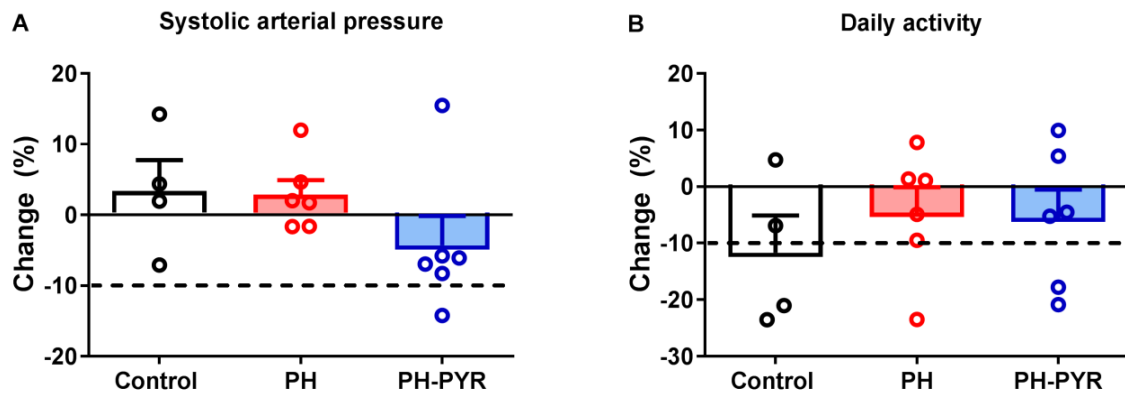 A
Systolic arterial pressure
Change (%)
20
10
0
-10
-20
Control
PH
PH-PYR
B
Daily activity
Change (%)
20
10
0
-10
-20
-30
Control
PH
PH-PYR